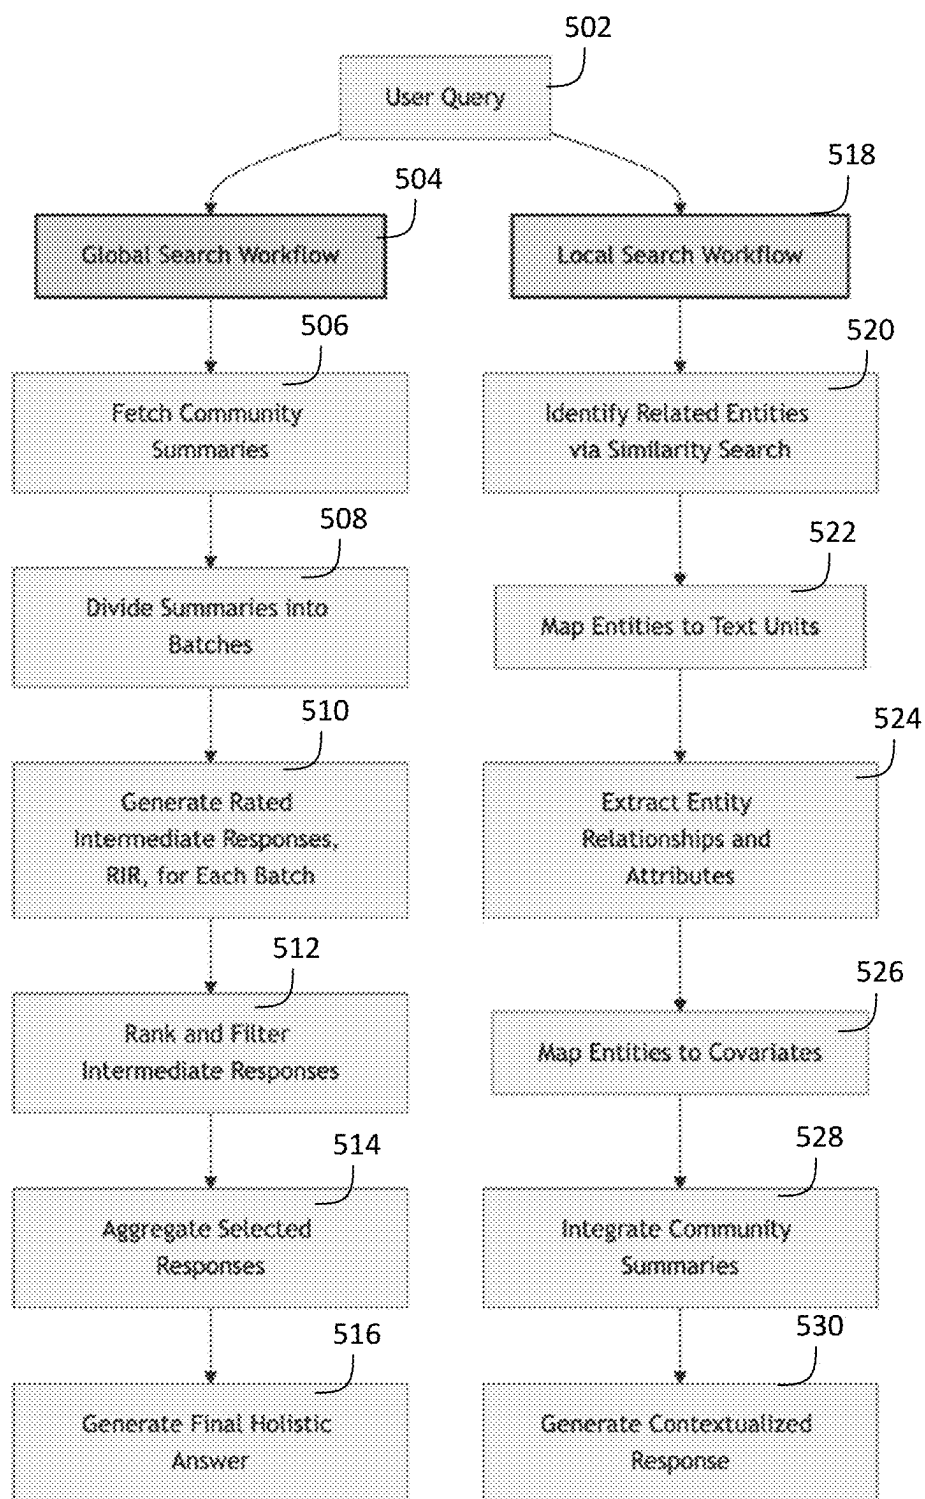 502
User Query
504
Global Search Workflow
506
Fetch Community
Summaries
508
Divide Summaries into
Batches
510
Generate Rated
Intermediate Responses,
RIR, for Each Batch
512
Rank and Filter
Intermediate Responses
514
Aggregate Selected
Responses
516
Generate Final Holistic
Answer
518
Local Search Workflow
520
Identify Related Entities
via Similarity Search
522
Map Entities to Text Units
524
Extract Entity
Relationships and
Attributes
526
Map Entities to Covariates
528
Integrate Community
Summaries
530
Generate Contextualized
Response